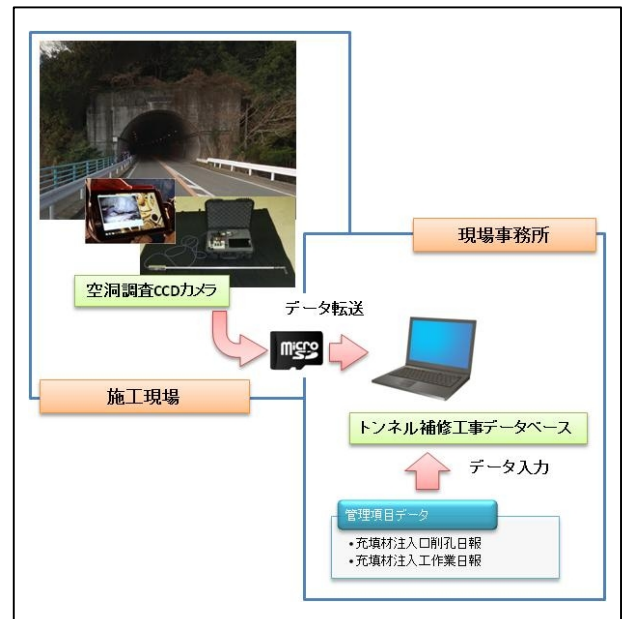 現場事務所
空洞調査CCDカメラ
データ転送
micro
SD
施工現場
トンネル補修工事データベース
データ入力
管理項目データ
•充填材注入口削孔日報
•充填材注入工作業日報